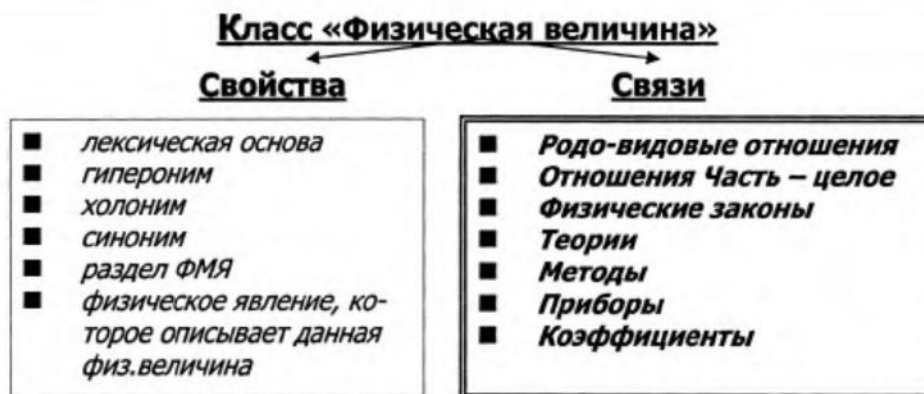 Класс «Физическая величина»
Свойства
■ лексическая основа
■ гипероним
■ холоним
■ синоним
■ раздел ФМЯ
■ физическое явление, ко-
торое описывает данная
физ.величина
Связи
■ Родо-видовые отношения
■ Отношения Часть – целое
■ Физические законы
■ Теории
■ Методы
■ Приборы
■ Коэффициенты